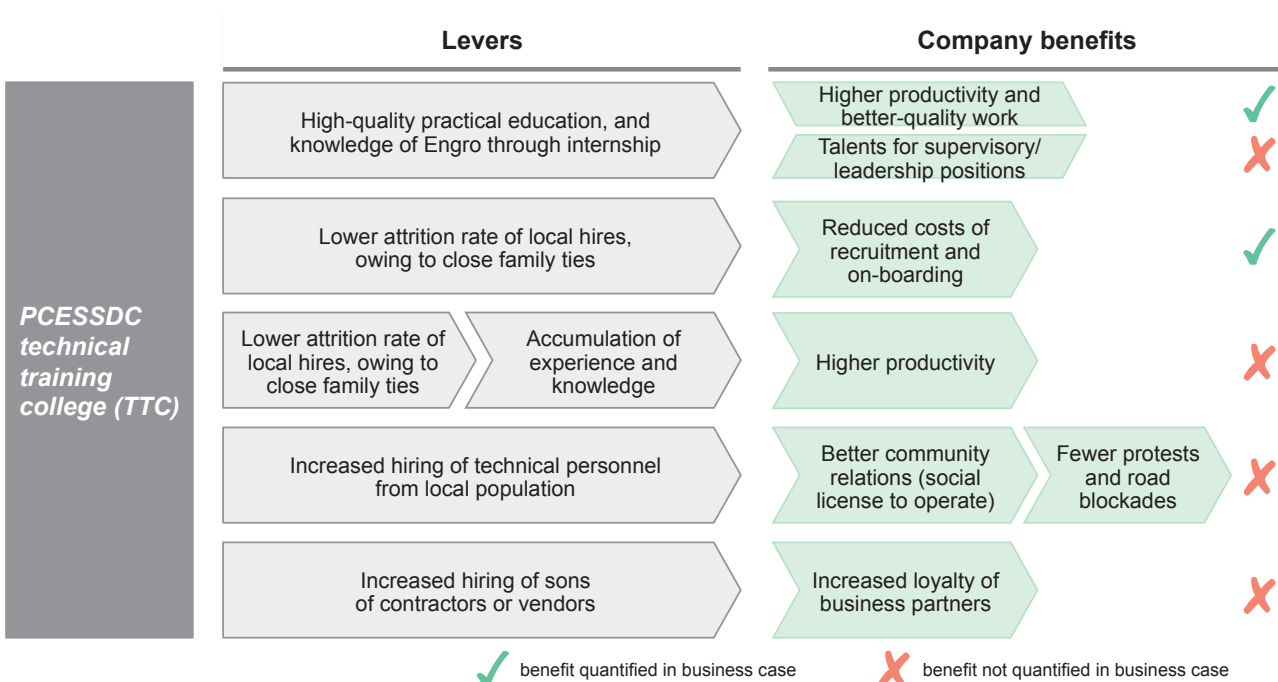 Levers
Company benefits
PCESSDC
technical
training
college (TTC)
High-quality practical education, and
knowledge of Engro through internship
Higher productivity and
better-quality work
Talents for supervisory/
leadership positions
Lower attrition rate of local hires,
owing to close family ties
Reduced costs of
recruitment and
on-boarding
Lower attrition rate of
local hires, owing to
close family ties
Accumulation of
experience and
knowledge
Higher productivity
Increased hiring of technical personnel
from local population
Better community
relations (social
license to operate)
Fewer protests
and road
blockades
Increased hiring of sons
of contractors or vendors
Increased loyalty of
business partners
benefit quantified in business case
benefit not quantified in business case